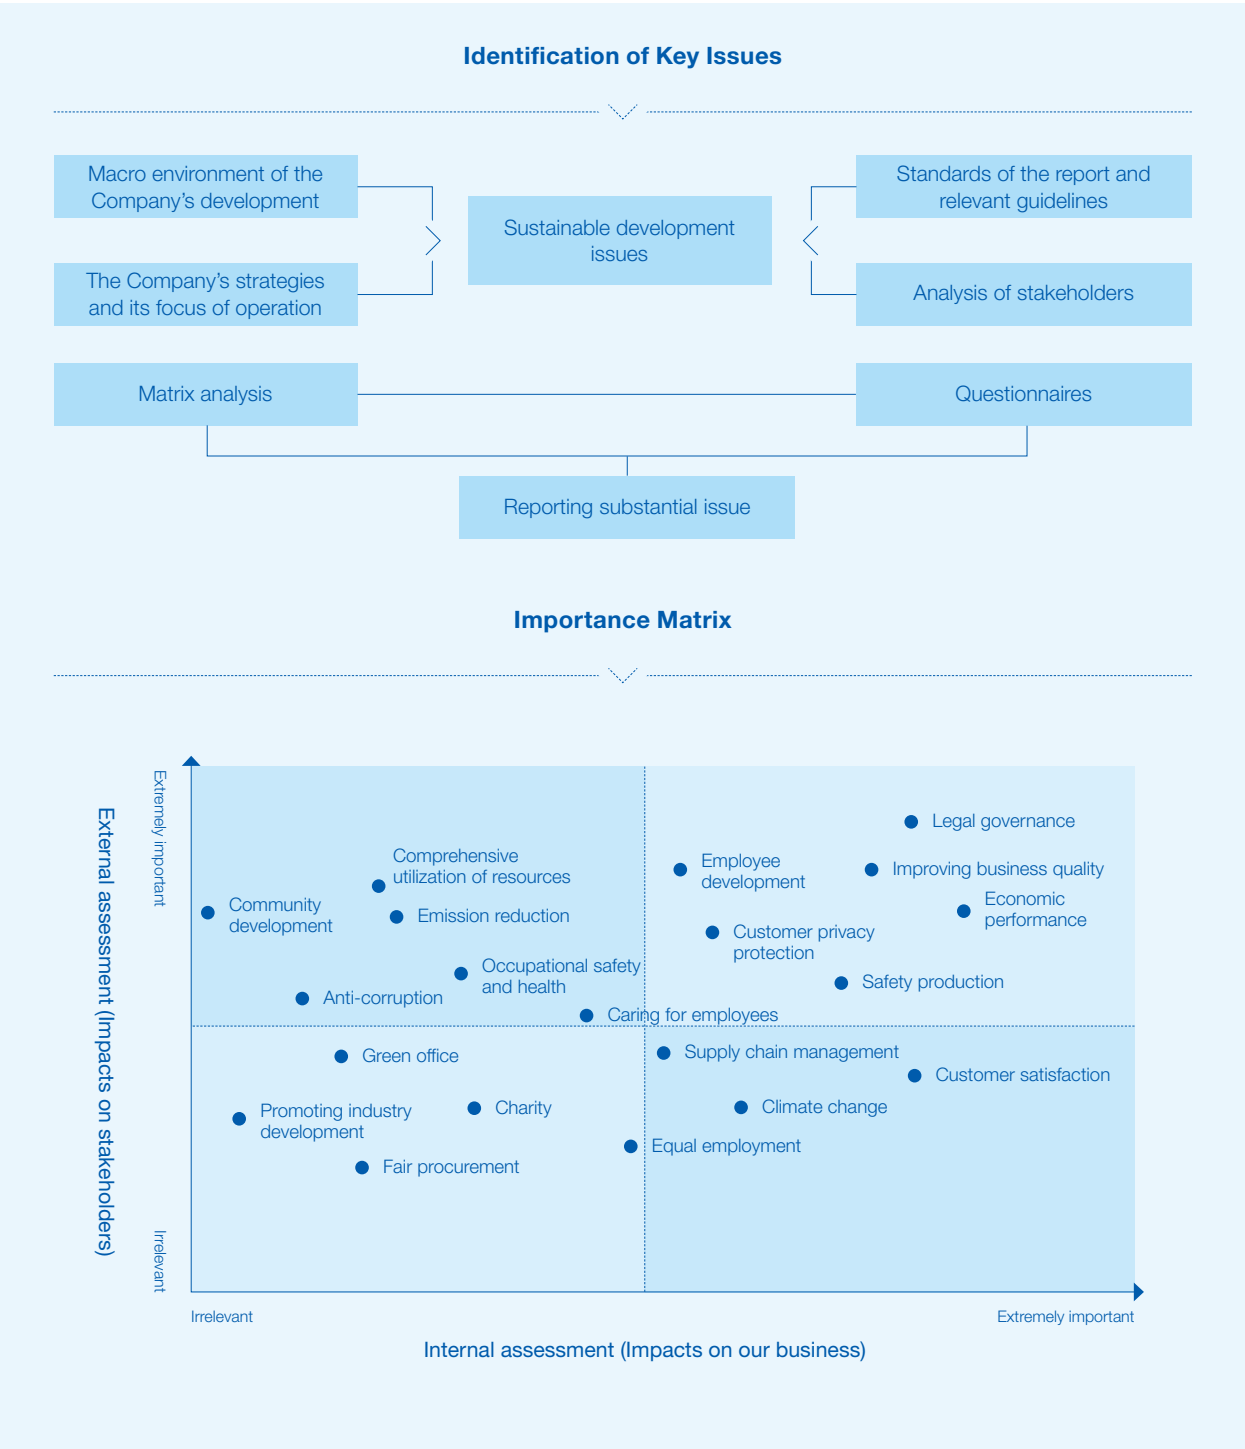 Identification of Key Issues
Macro environment of the
Company’s development
The Company’s strategies
and its focus of operation
Sustainable development
issues
Standards of the report and
relevant guidelines
Analysis of stakeholders
Matrix analysis
Questionnaires
Reporting substantial issue
Importance Matrix
External assessment (Impacts on stakeholders)
Extremely important
Irrelevant
Legal governance
Comprehensive
utilization of resources
Employee
development
Improving business quality
Community
development
Emission reduction
Economic
performance
Customer privacy
protection
Occupational safety
and health
Safety production
Anti-corruption
Caring for employees
Green office
Supply chain management
Customer satisfaction
Promoting industry
development
Charity
Climate change
Equal employment
Fair procurement
Irrelevant
Extremely important
Internal assessment (Impacts on our business)